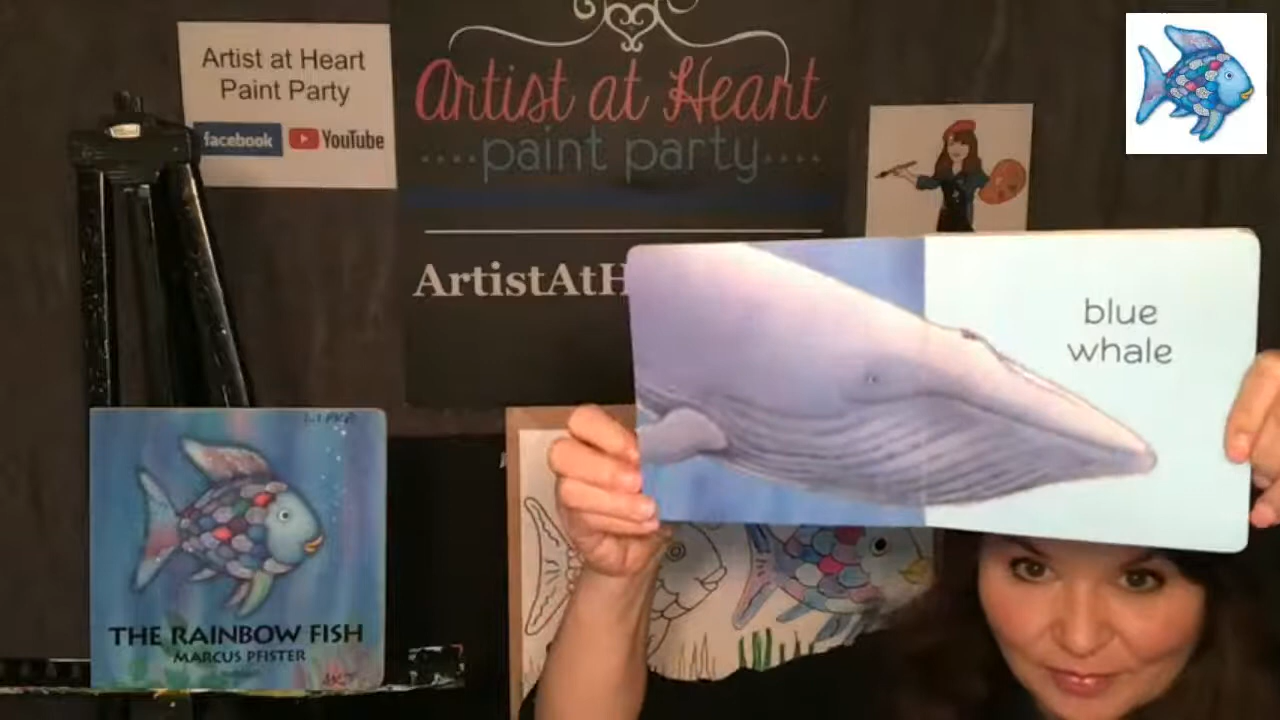 Artist at Heart
Paint Party
facebook
YouTube
Artist at Heart
paint party
ArtistAtH
blue
whale
THE RAINBOW FISH
MARCUS PFISTER